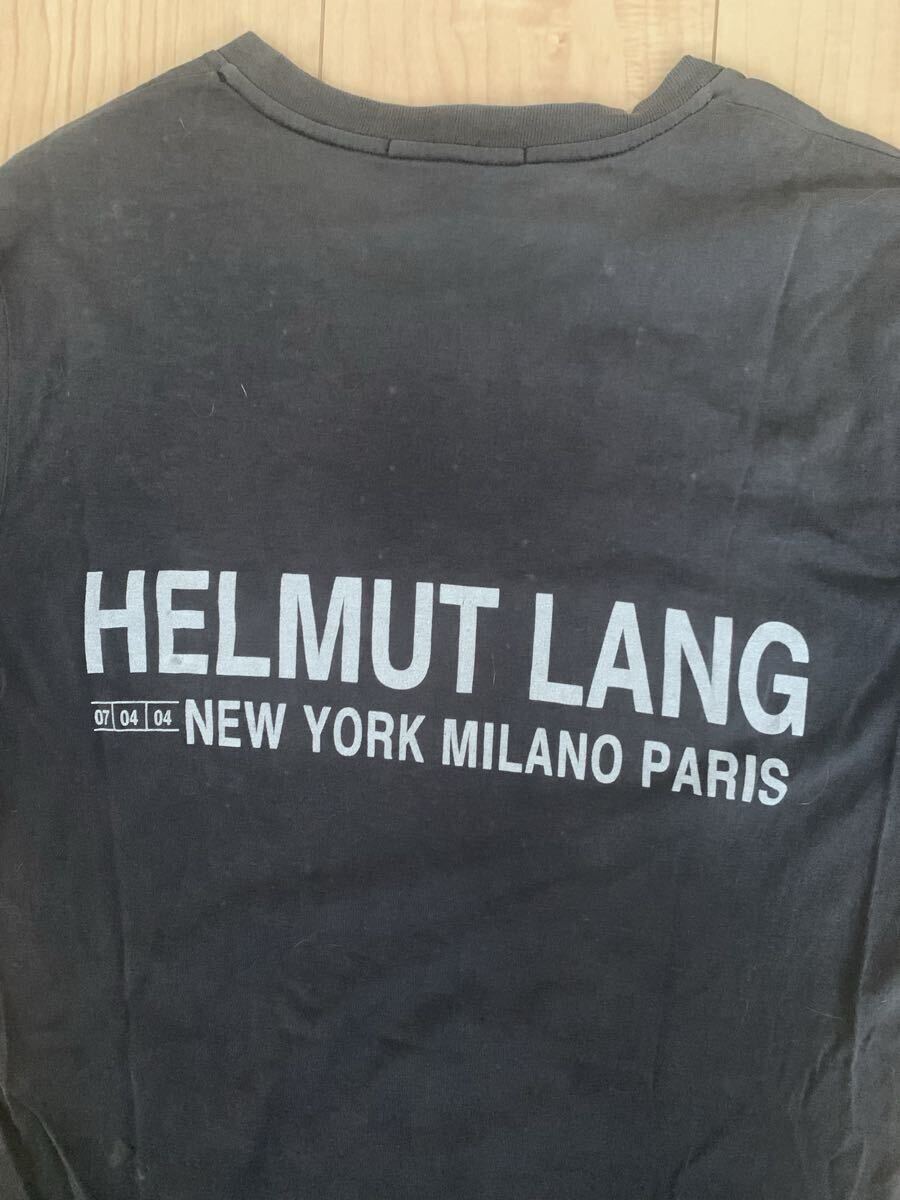 HELMUT LANG
07 04 04 NEW YORK MILANO PARIS